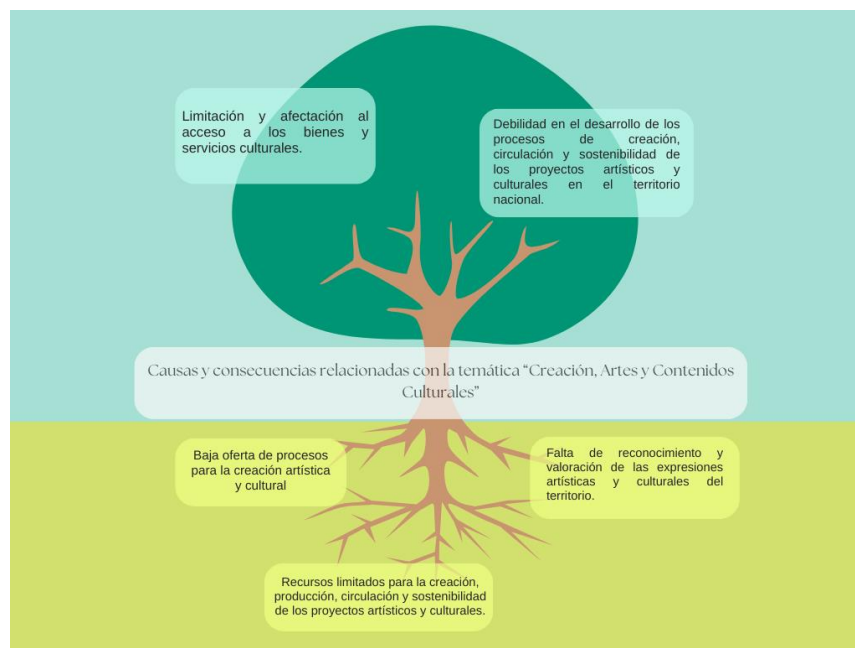 Limitación y afectación al
acceso a los bienes y
servicios culturales.
Debilidad en el desarrollo de los
procesos de creación,
circulación y sostenibilidad de
los proyectos artísticos y
culturales en el territorio
nacional.
Causas y consecuencias relacionadas con la temática “Creación, Artes y Contenidos
Culturales”
Baja oferta de procesos
para la creación artística
y cultural
Falta de reconocimiento y
valoración de las expresiones
artísticas y culturales del
territorio.
Recursos limitados para la creación,
producción, circulación y sostenibilidad
de los proyectos artísticos y culturales.